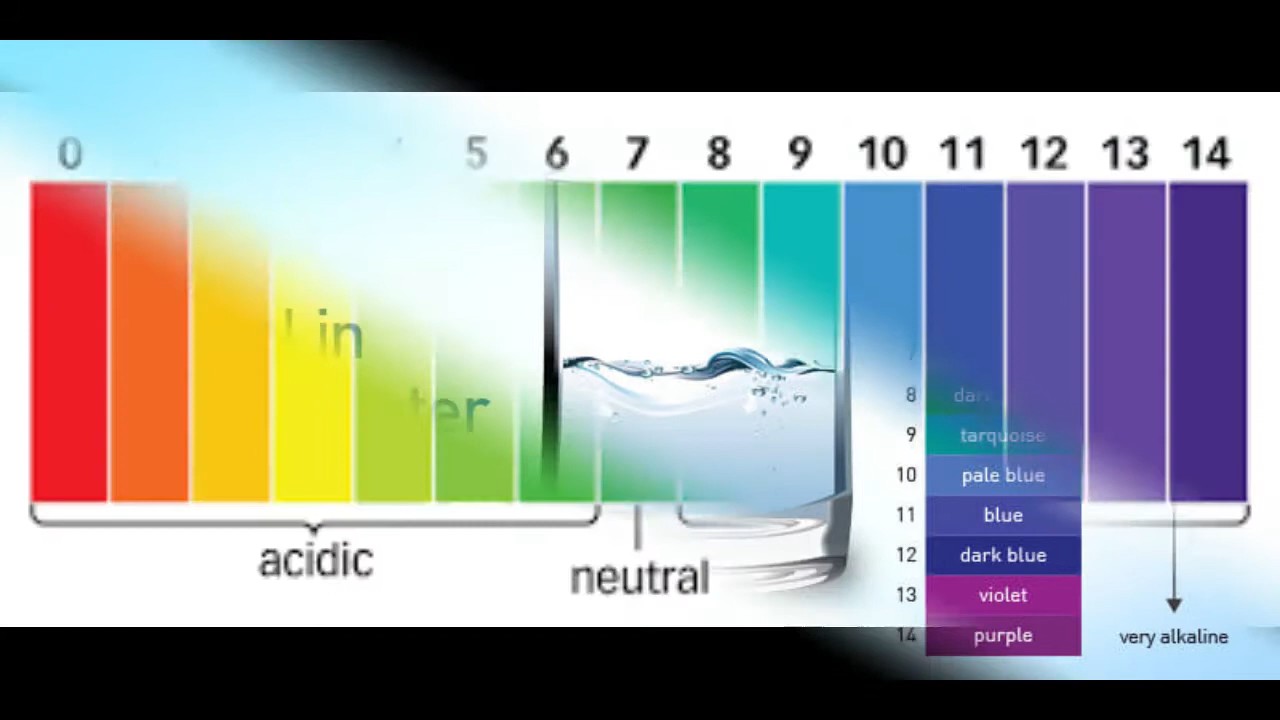 0 5 6 7 8 9 10 11 12 13 14
in
8
9 tarquoise
10 pale blue
11 blue
12 dark blue
13 violet
14 purple
acidic
neutral
very alkaline